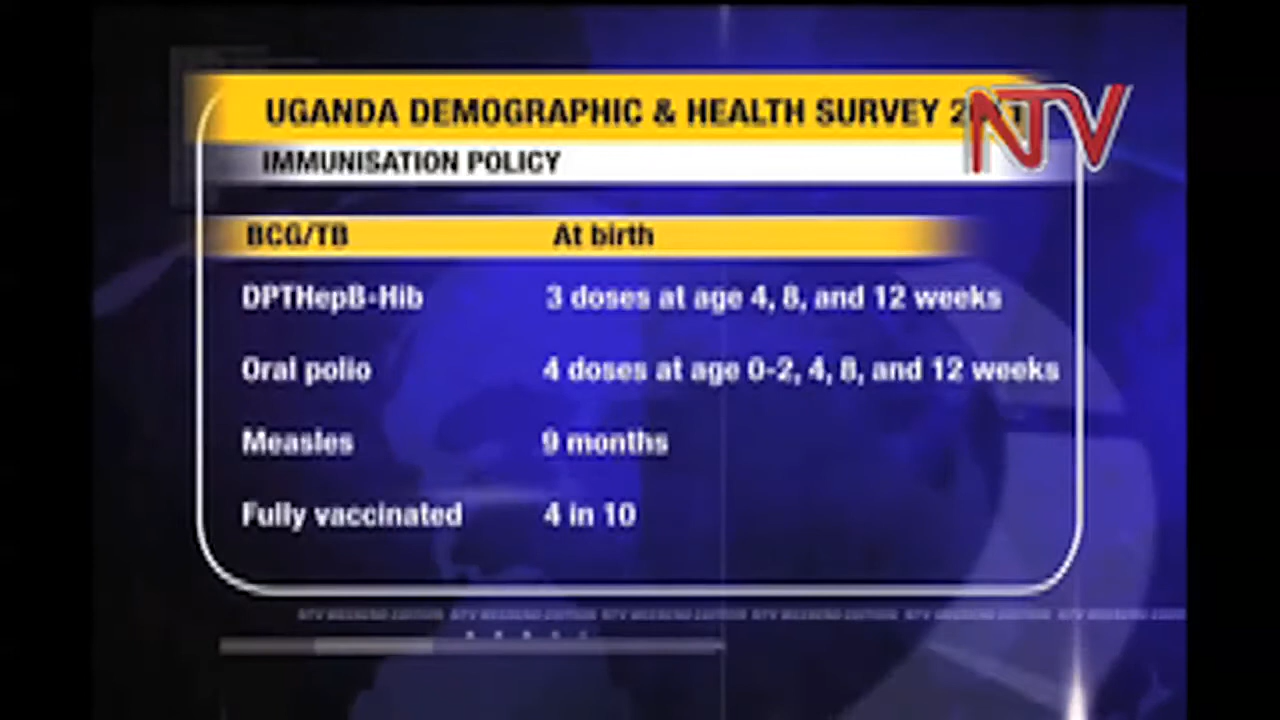 UGANDA DEMOGRAPHIC & HEALTH SURVEY
NTV
IMMUNISATION POLICY
BCG/TB At birth
DPTHepB-Hib 3 doses at age 4, 8, and 12 weeks
Oral polio 4 doses at age 0-2, 4, 8, and 12 weeks
Measles 9 months
Fully vaccinated 4 in 10